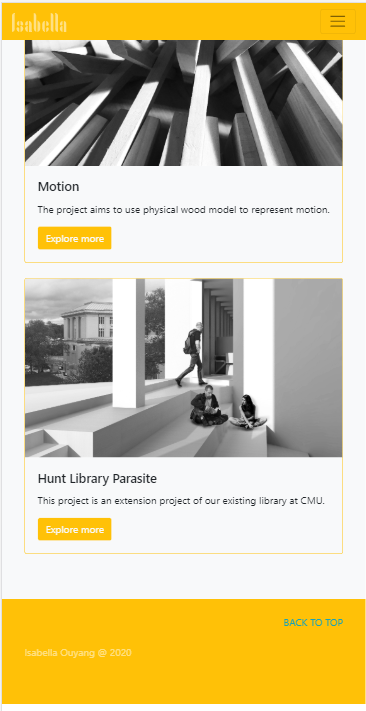 Isabella
Motion
The project aims to use physical wood model to represent motion.
Explore more
Hunt Library Parasite
This project is an extension project of our existing library at CMU.
Explore more
BACK TO TOP
Isabella Ouyang @ 2020